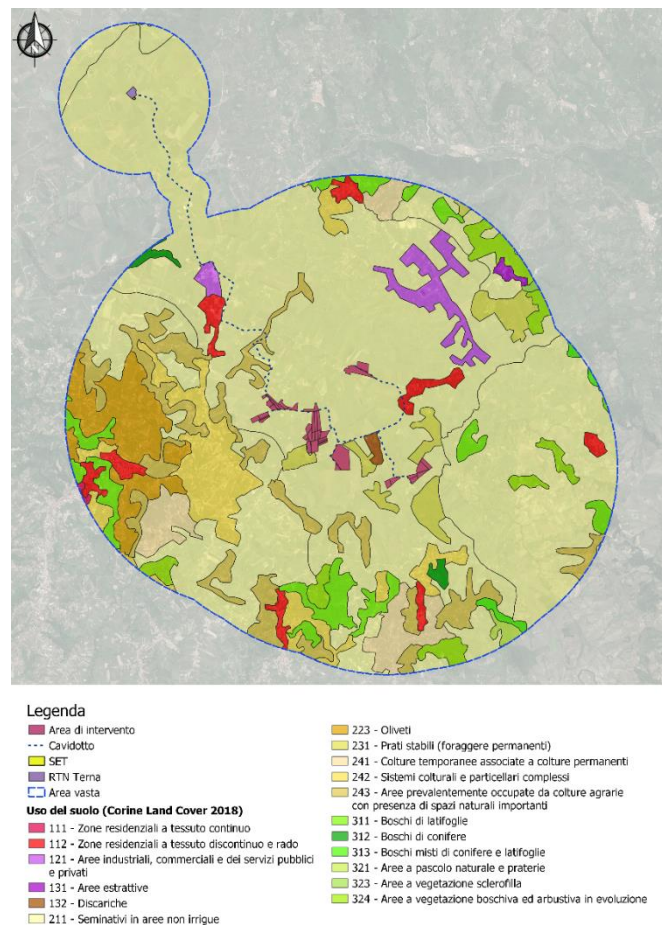 Legenda
Area di intervento
Cavidotto
SET
RTN Terna
Area vasta
Uso del suolo (Corine Land Cover 2018)
111 - Zone residenziali a tessuto continuo
112 - Zone residenziali a tessuto discontinuo e rado
121 - Aree industriali, commerciali e dei servizi pubblici
e privati
131 - Aree estrattive
132 - Discariche
211 - Seminativi in aree non irrigue
223 - Oliveti
231 - Prati stabili (foraggere permanenti)
241 - Colture temporanee associate a colture permanenti
242 - Sistemi colturali e particellari complessi
243 - Aree prevalentemente occupate da colture agrarie
con presenza di spazi naturali importanti
311 - Boschi di latifoglie
312 - Boschi di conifere
313 - Boschi misti di conifere e latifoglie
321 - Aree a pascolo naturale e praterie
323 - Aree a vegetazione sclerofilla
324 - Aree a vegetazione boschiva ed arbustiva in evoluzione